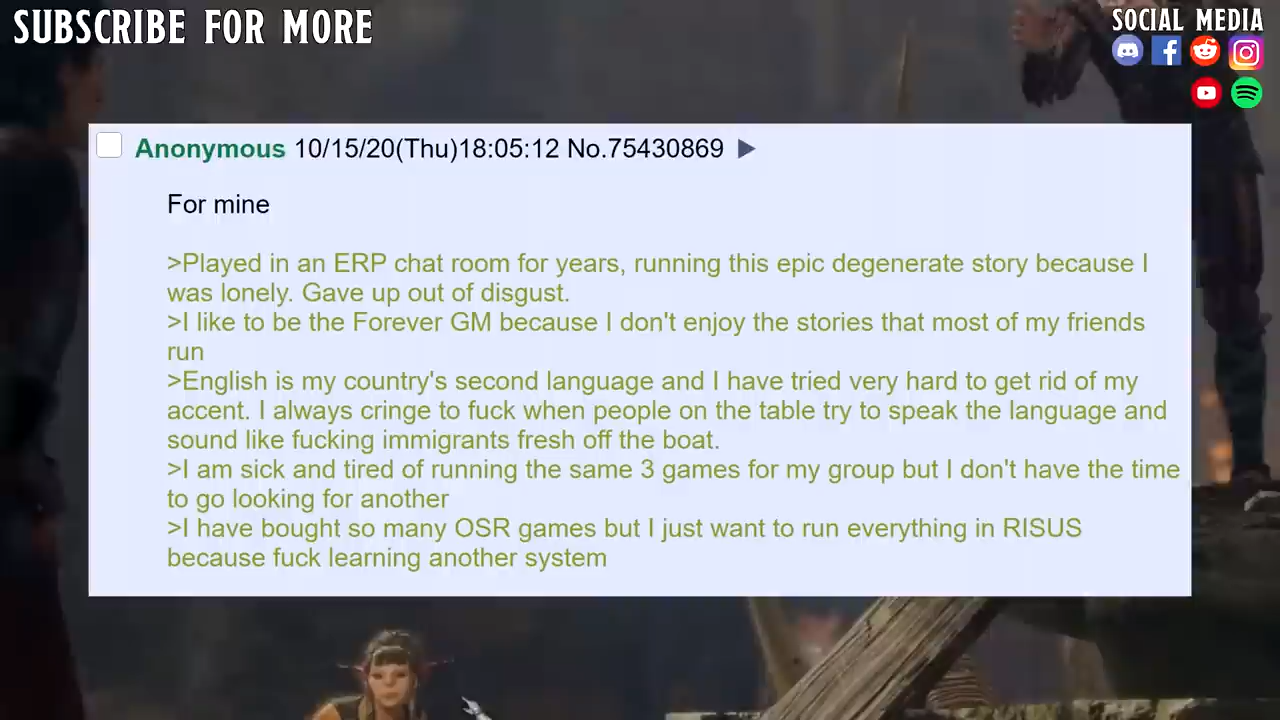 SUBSCRIBE FOR MORE
SOCIAL MEDIA
Anonymous 10/15/20(Thu)18:05:12 No.75430869 ▶
For mine
>Played in an ERP chat room for years, running this epic degenerate story because I
was lonely. Gave up out of disgust.
>I like to be the Forever GM because I don't enjoy the stories that most of my friends
run
>English is my country's second language and I have tried very hard to get rid of my
accent. I always cringe to fuck when people on the table try to speak the language and
sound like fucking immigrants fresh off the boat.
>I am sick and tired of running the same 3 games for my group but I don't have the time
to go looking for another
>I have bought so many OSR games but I just want to run everything in RISUS
because fuck learning another system